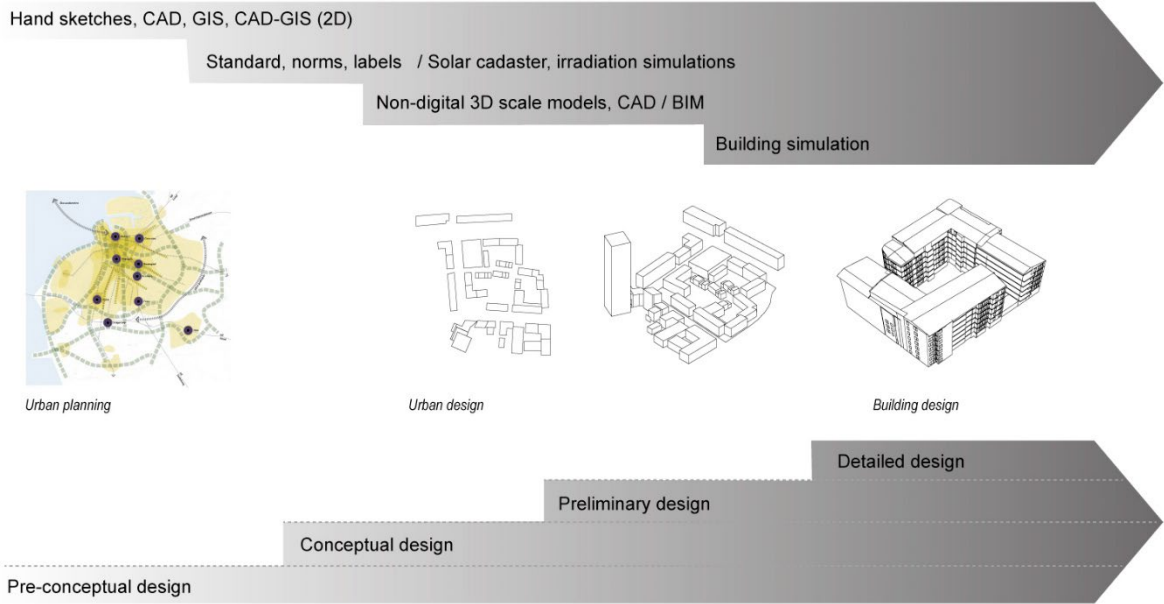 Hand sketches, CAD, GIS, CAD-GIS (2D)
Standard, norms, labels / Solar cadaster, irradiation simulations
Non-digital 3D scale models, CAD / BIM
Building simulation
Urban planning
Urban design
Building design
Detailed design
Preliminary design
Conceptual design
Pre-conceptual design